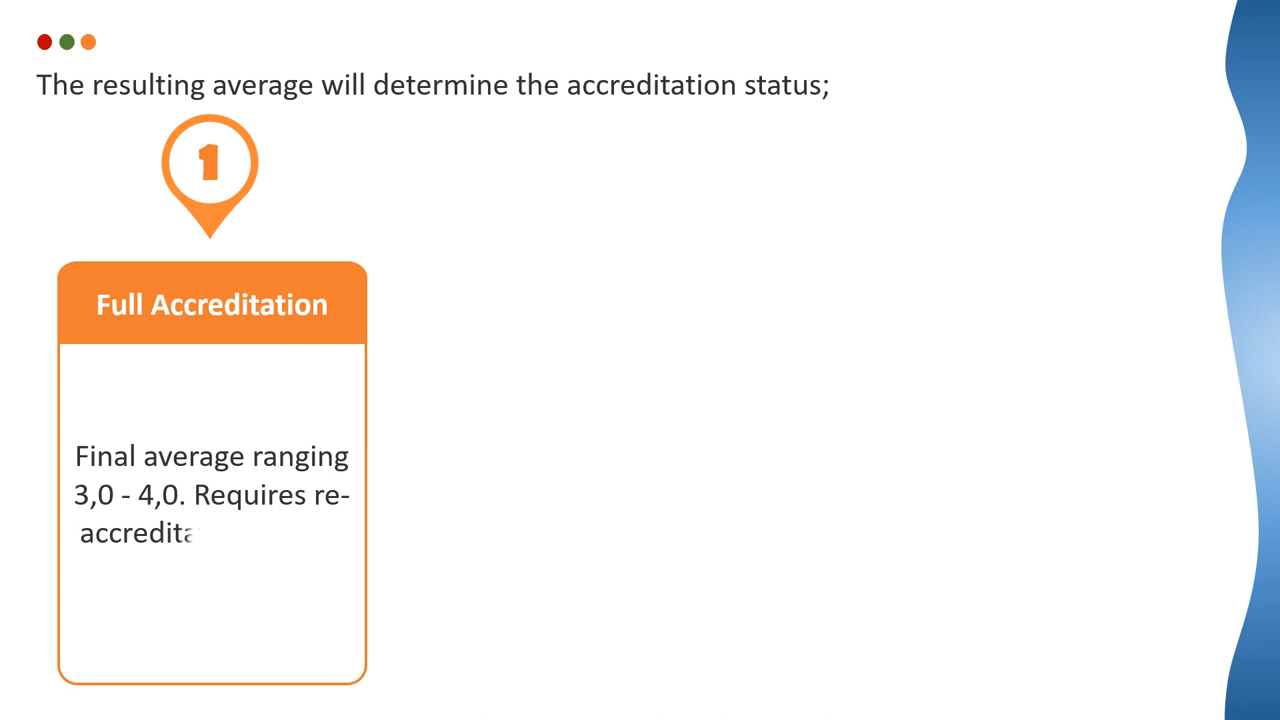 The resulting average will determine the accreditation status;
1
Full Accreditation
Final average ranging
3,0 - 4,0. Requires re-